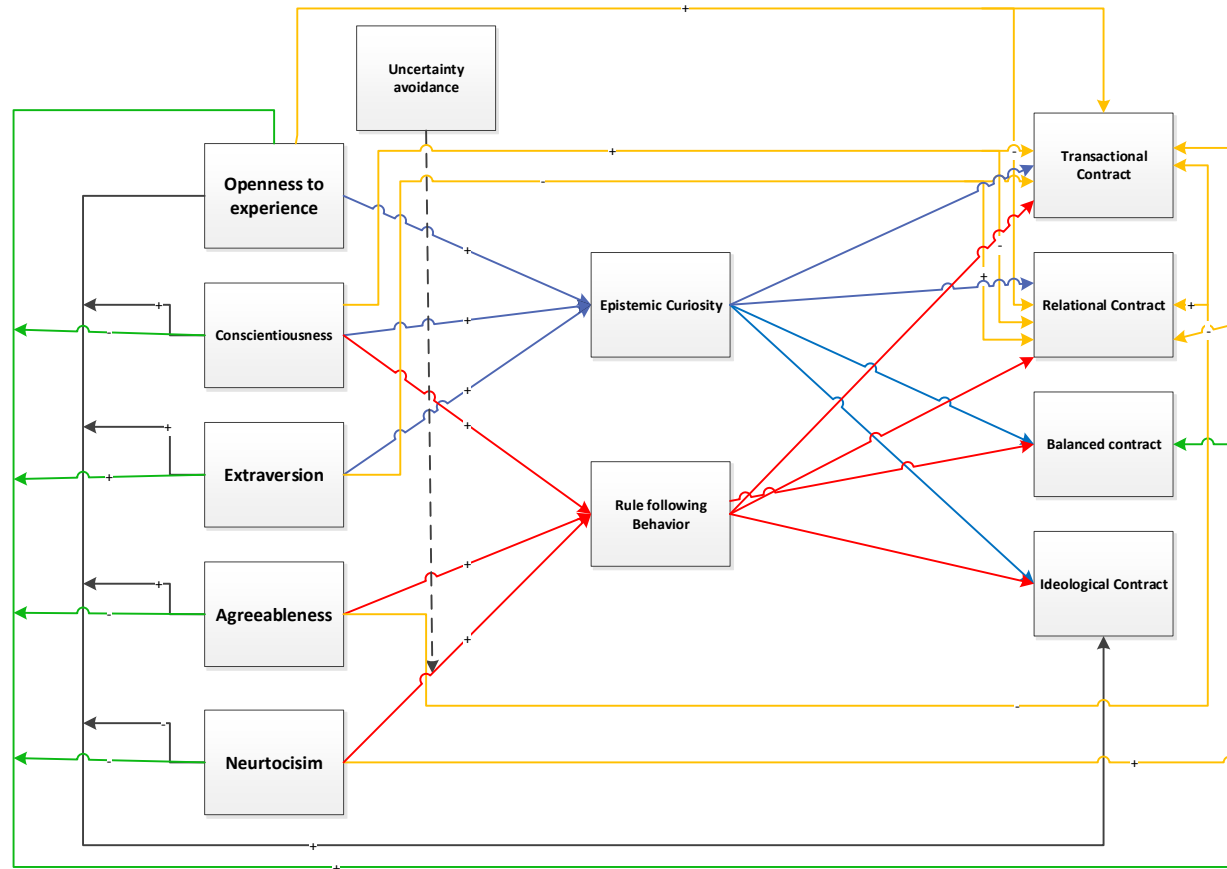 +
Uncertainty
avoidance
Openness to
experience
Transactional
Contract
+
-
-
+
-
+
Epistemic Curiosity
Relational Contract
+
-
Conscientiousness
+
-
+
+
+
Extraversion
+
+
Balanced contract
Rule following
Behavior
+
Agreeableness
+
-
Ideological Contract
+
-
Neurtocisim
-
-
+
+
+